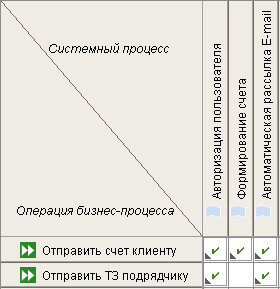 Системный процесс
Операция бизнес-процесса
Авторизация пользователя
Формирование счета
Автоматическая рассылка E-mail
Отправить счет клиенту
Отправить ТЗ подрядчику